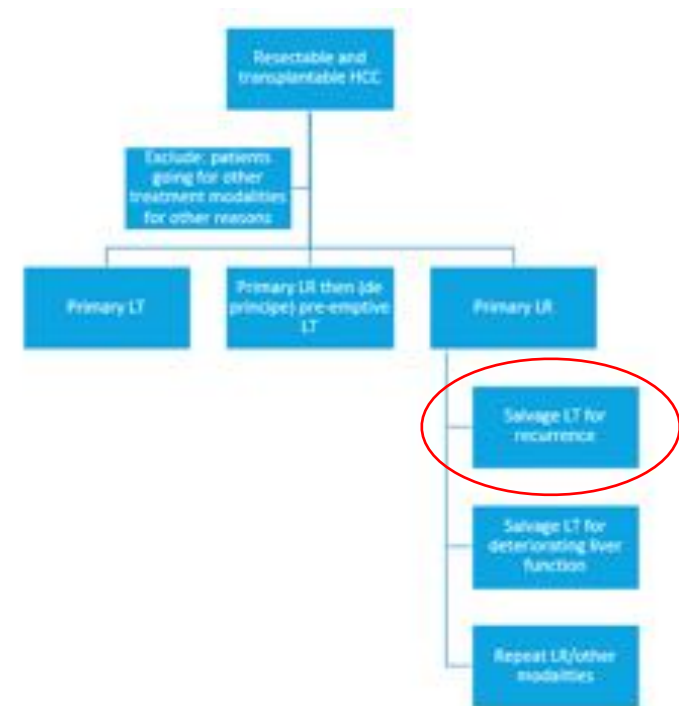 Resectable and
transplantable HCC
Exclude: patients
going for other
treatment modalities
for other reasons
Primary LT
Primary LR then (de
principe) pre-emptive
LT
Primary LR
Salvage LT for
recurrence
Salvage LT for
deteriorating liver
function
Repeat LR/other
modalities